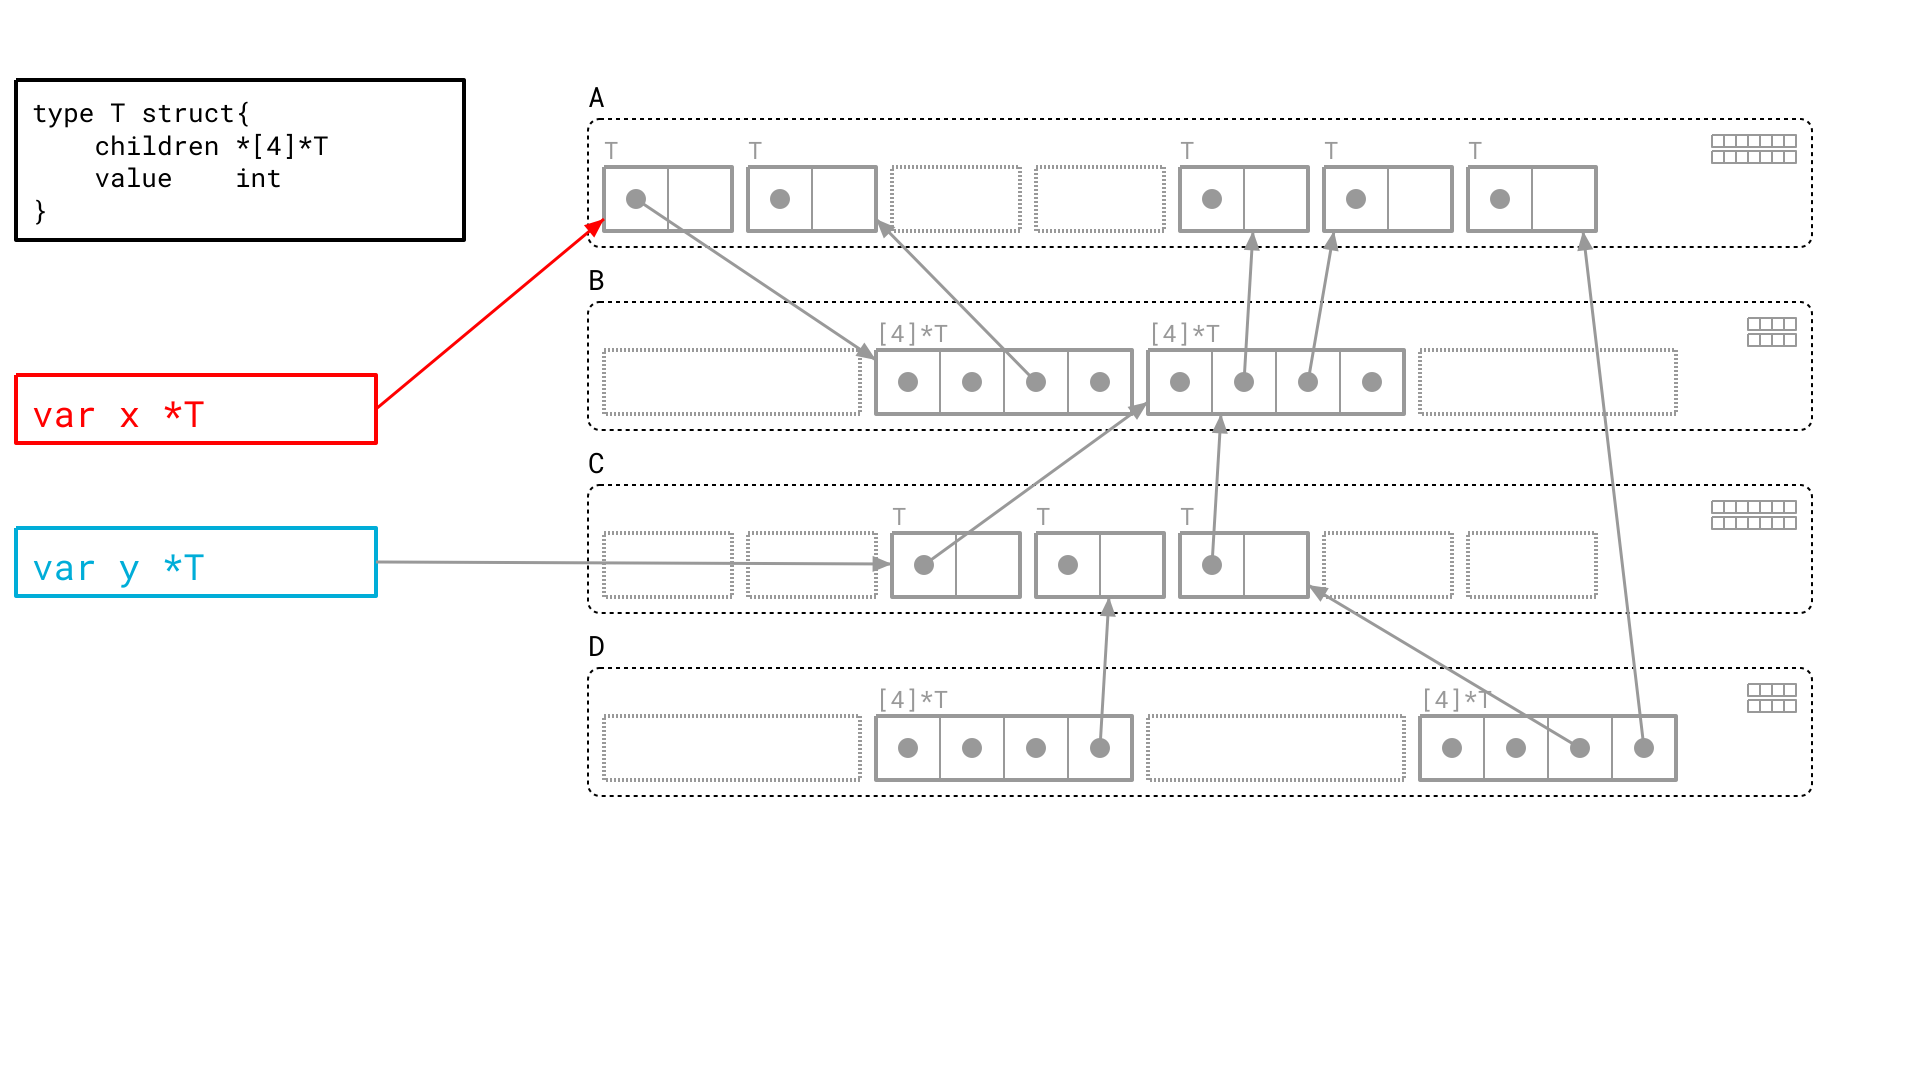 type T struct{
    children *[4]*T
    value    int
}
var x *T
var y *T
A
T T T T T
B
[4]*T [4]*T
C
T T T
D
[4]*T [4]*T